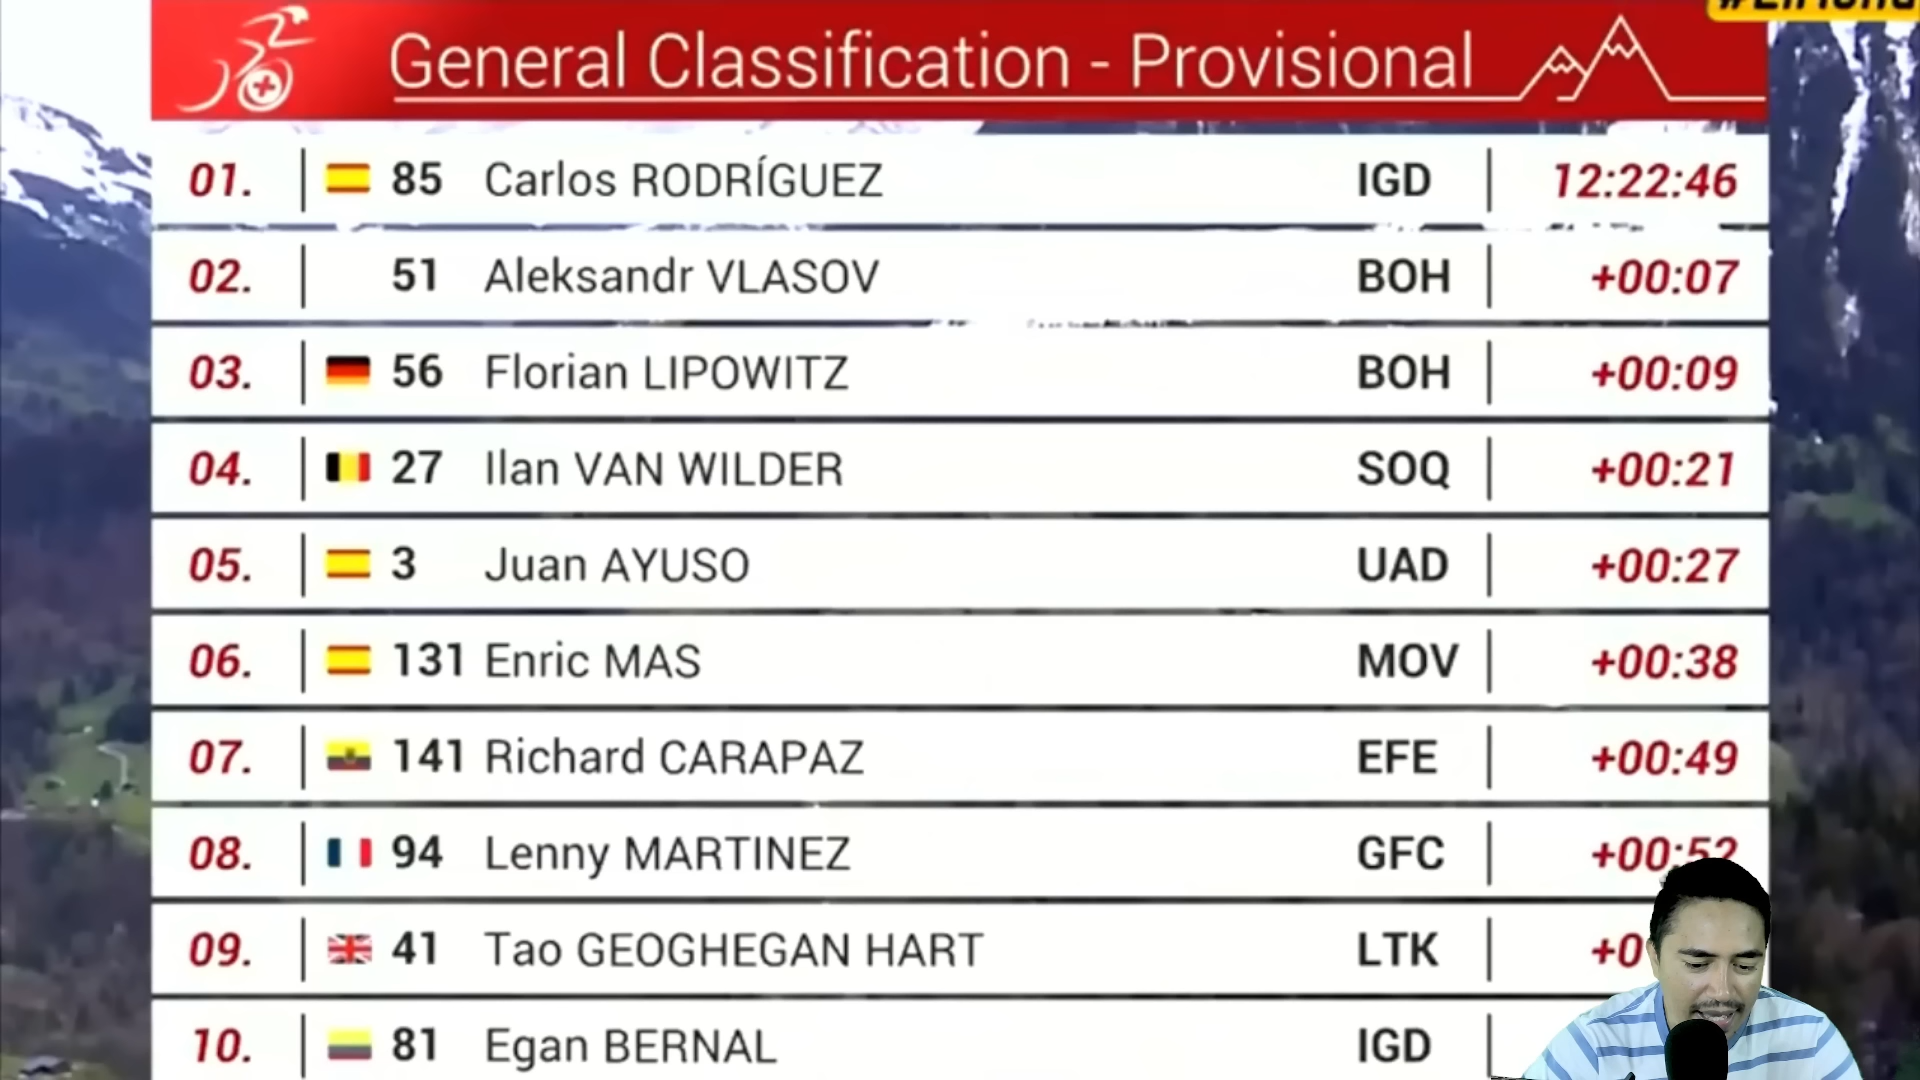 General Classification - Provisional
01. 85 Carlos RODRÍGUEZ IGD 12:22:46
02. 51 Aleksandr VLASOV BOH +00:07
03. 56 Florian LIPOWITZ BOH +00:09
04. 27 Ilan VAN WILDER SOQ +00:21
05. 3 Juan AYUSO UAD +00:27
06. 131 Enric MAS MOV +00:38
07. 141 Richard CARAPAZ EFE +00:49
08. 94 Lenny MARTINEZ GFC +00:52
09. 41 Tao GEOGHEGAN HART LTK +0
10. 81 Egan BERNAL IGD